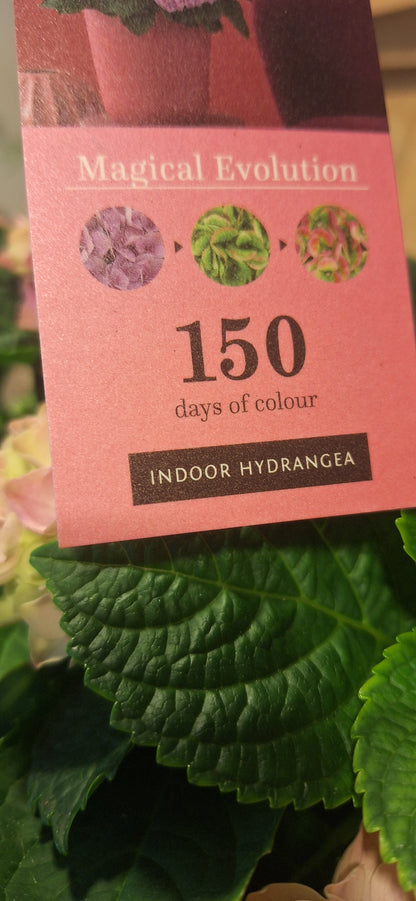 Magical Evolution
150
days of colour
INDOOR HYDRANGEA